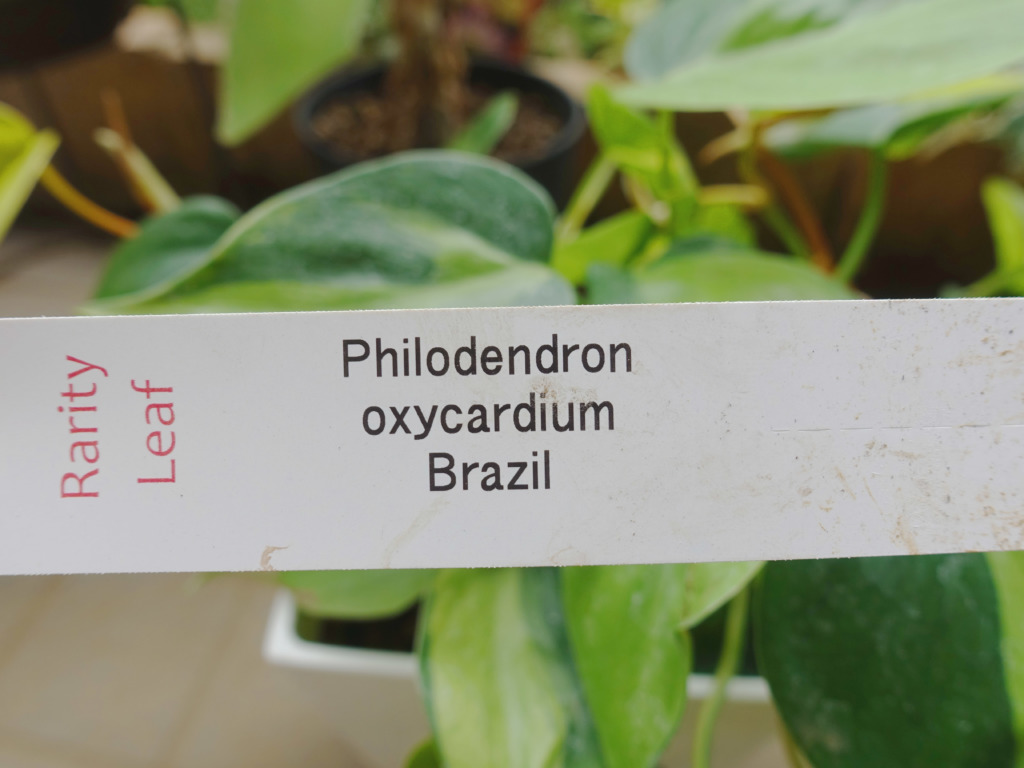 Rarity
Leaf
Philodendron
oxycardium
Brazil